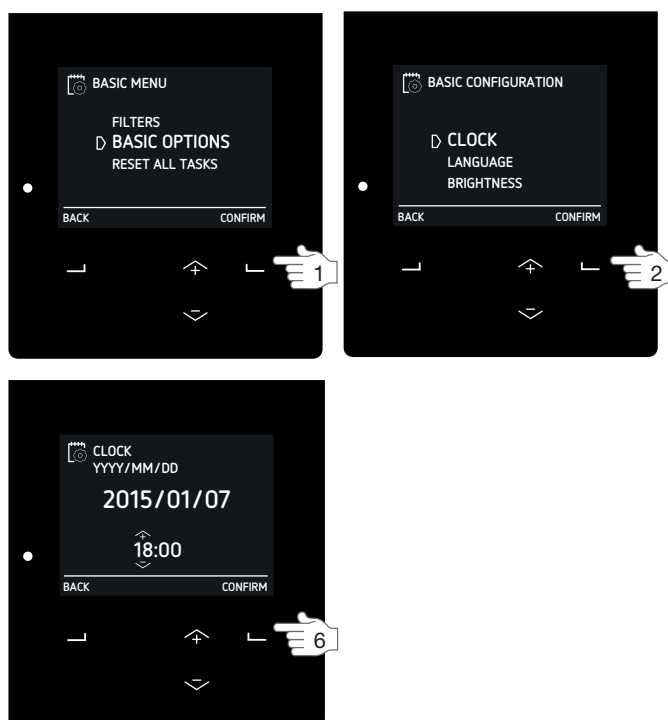 BASIC MENU
FILTERS
BASIC OPTIONS
RESET ALL TASKS
BACK CONFIRM
1
BASIC CONFIGURATION
CLOCK
LANGUAGE
BRIGHTNESS
BACK CONFIRM
2
CLOCK
YYYY/MM/DD
2015/01/07
18:00
BACK CONFIRM
6